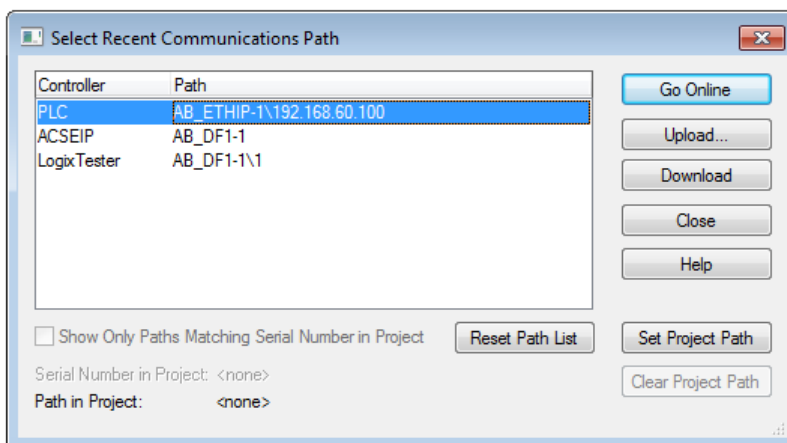 Select Recent Communications Path
Controller Path
PLC AB_ETHIP-1\192.168.60.100
ACSEIP AB_DF1-1
LogixTester AB_DF1-1\1
Go Online
Upload...
Download
Close
Help
Show Only Paths Matching Serial Number in Project
Reset Path List
Set Project Path
Serial Number in Project: <none>
Clear Project Path
Path in Project: <none>